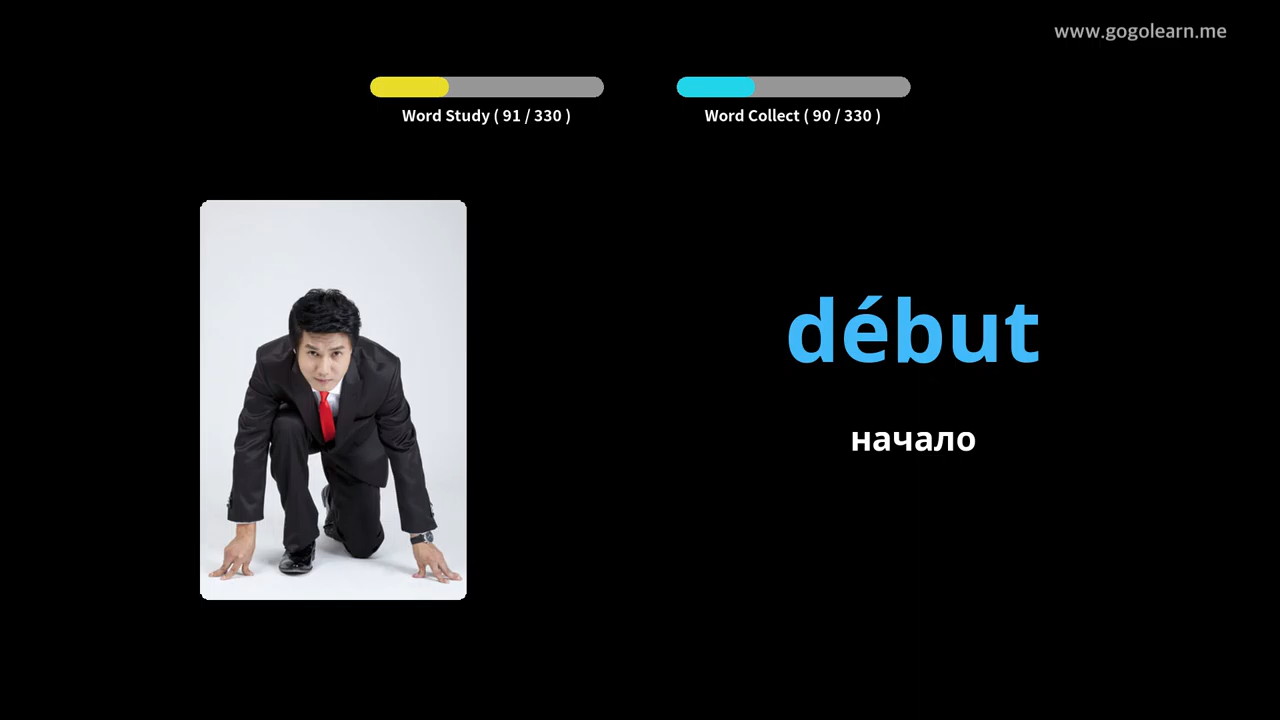 www.gogolearn.me
Word Study ( 91 / 330 )
Word Collect ( 90 / 330 )
début
начало